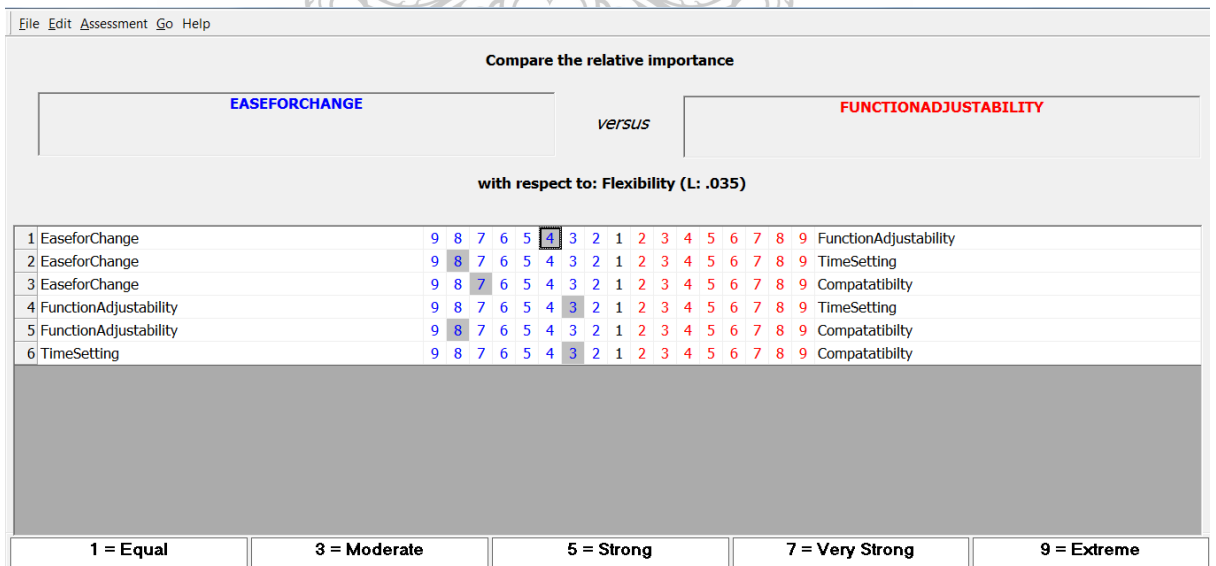 File Edit Assessment Go Help
Compare the relative importance
EASEFORCHANGE versus FUNCTIONADJUSTABILITY
with respect to: Flexibility (L: .035)
1 EaseforChange 9 8 7 6 5 4 3 2 1 2 3 4 5 6 7 8 9 FunctionAdjustability
2 EaseforChange 9 8 7 6 5 4 3 2 1 2 3 4 5 6 7 8 9 TimeSetting
3 EaseforChange 9 8 7 6 5 4 3 2 1 2 3 4 5 6 7 8 9 Compatatibilty
4 FunctionAdjustability 9 8 7 6 5 4 3 2 1 2 3 4 5 6 7 8 9 TimeSetting
5 FunctionAdjustability 9 8 7 6 5 4 3 2 1 2 3 4 5 6 7 8 9 Compatatibilty
6 TimeSetting 9 8 7 6 5 4 3 2 1 2 3 4 5 6 7 8 9 Compatatibilty
1 = Equal 3 = Moderate 5 = Strong 7 = Very Strong 9 = Extreme